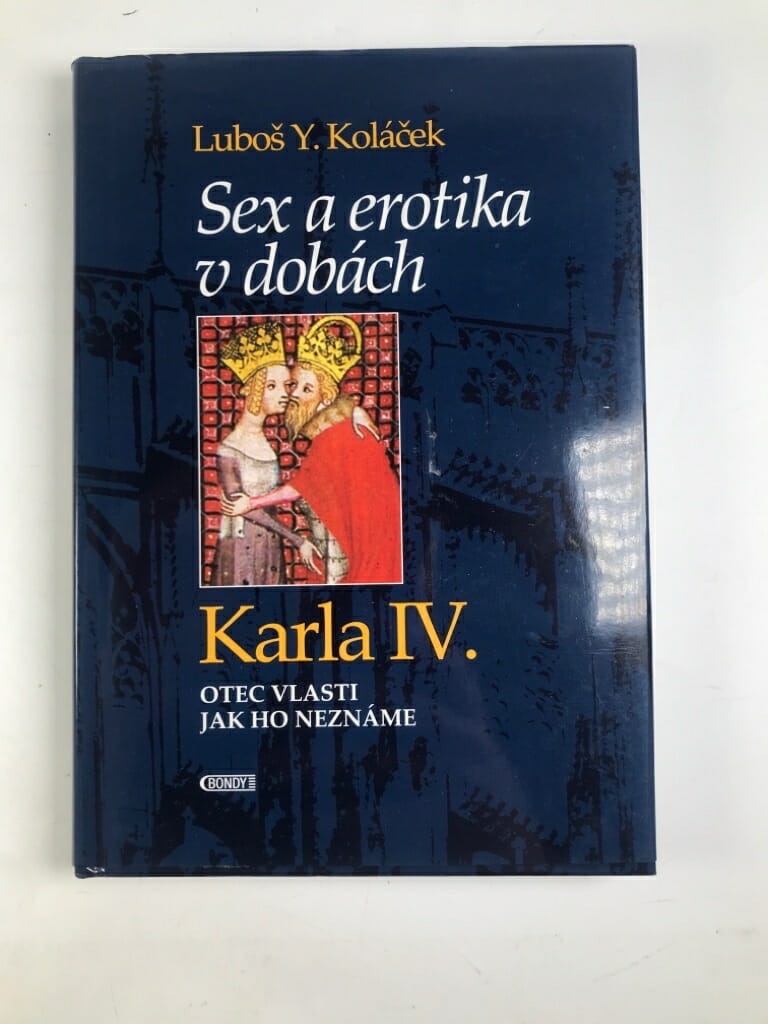 Luboš Y. Koláček
Sex a erotika
v dobách
Karla IV.
OTEC VLASTI
JAK HO NEZNÁME
BONDY